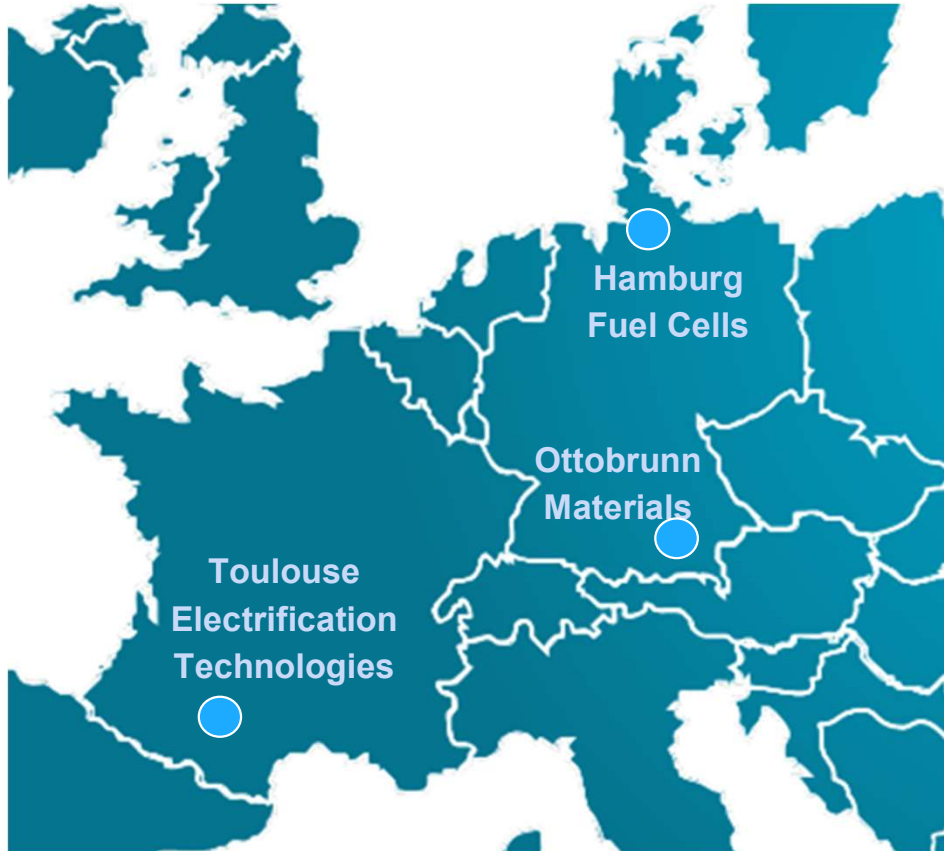 Hamburg
Fuel Cells
Ottobrunn
Materials
Toulouse
Electrification
Technologies